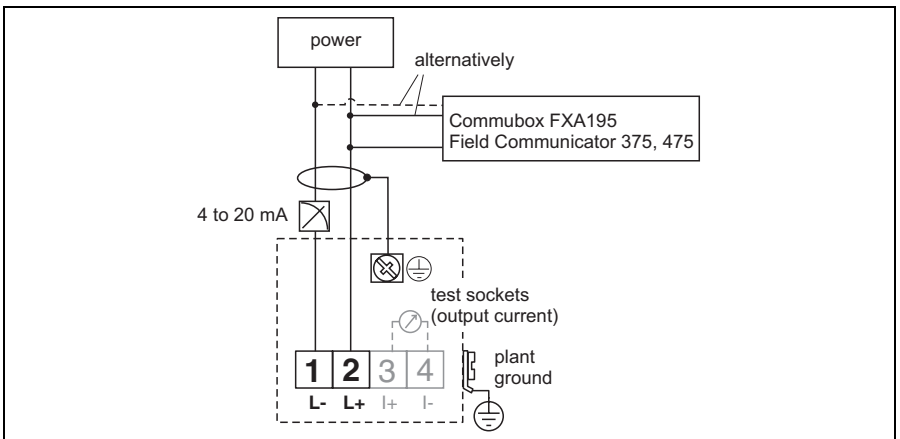 power
alternatively
Commubox FXA195
Field Communicator 375, 475
4 to 20 mA
test sockets
(output current)
1 2 3 4
L- L+ I+ I-
plant
ground